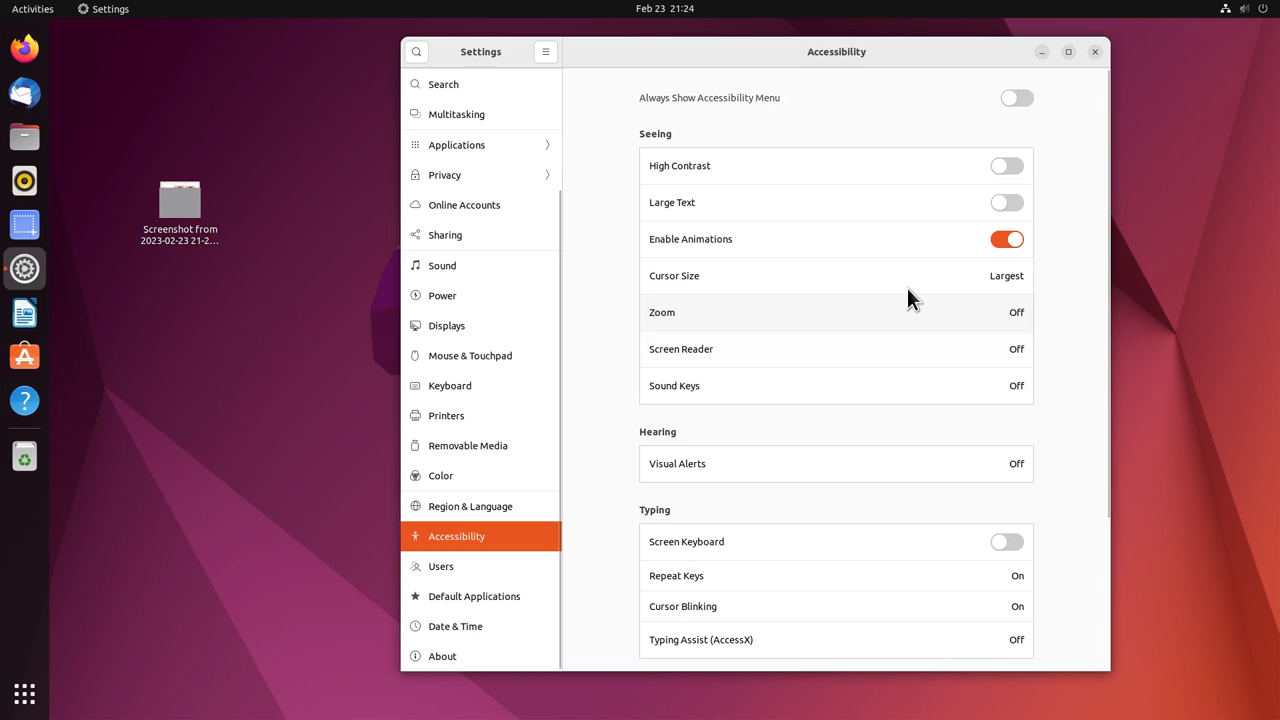 Activities
Settings
Feb 23 21:24
Screenshot from
2023-02-23 21-2...
Settings
Search
Multitasking
Applications
Privacy
Online Accounts
Sharing
Sound
Power
Displays
Mouse & Touchpad
Keyboard
Printers
Removable Media
Color
Region & Language
Accessibility
Users
Default Applications
Date & Time
About
Accessibility
Always Show Accessibility Menu
Seeing
High Contrast
Large Text
Enable Animations
Cursor Size Largest
Zoom Off
Screen Reader Off
Sound Keys Off
Hearing
Visual Alerts Off
Typing
Screen Keyboard
Repeat Keys On
Cursor Blinking On
Typing Assist (AccessX) Off